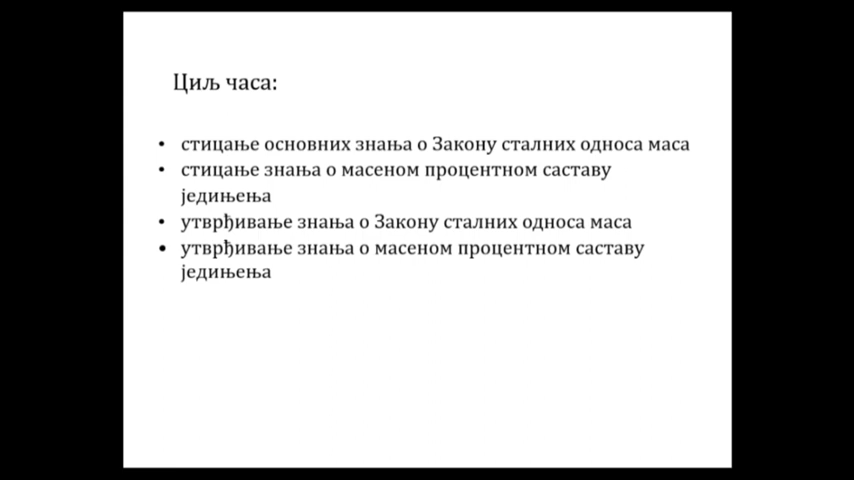 Циљ часа:
• стицање основних знања о Закону сталних односа маса
• стицање знања о масеном процентном саставу
једињења
• утврђивање знања о Закону сталних односа маса
• утврђивање знања о масеном процентном саставу
једињења